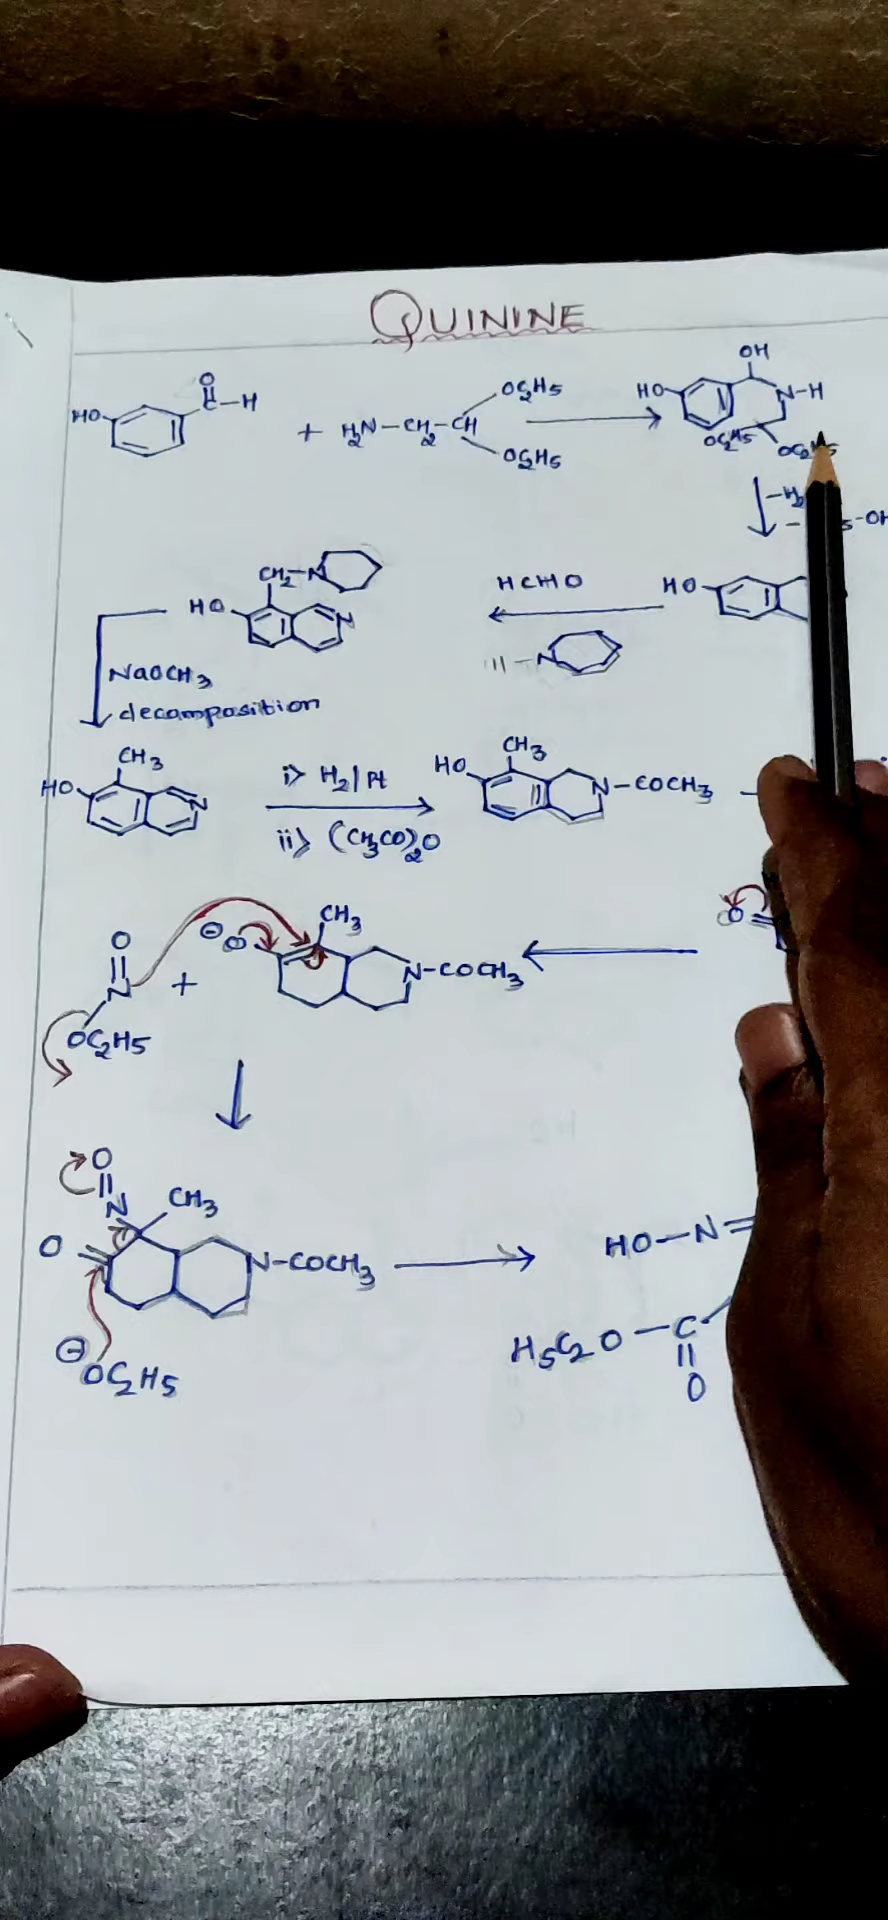 QUININE
HO O C-H + H2N-CH2-CH OC2H5 OC2H5
HO OH N-H OC2H5
HO
HCHO
N
HO CH2-N N
NaOCH3
decomposition
HO CH3 N
i> H2/Pt
ii> (CH3CO)2O
HO CH3 N-COCH3
O
⊖ O CH3 N-COCH3
O N OC2H5 +
O N CH3 O N-COCH3
⊖ OC2H5
HO-N=
H5C2O-C
O